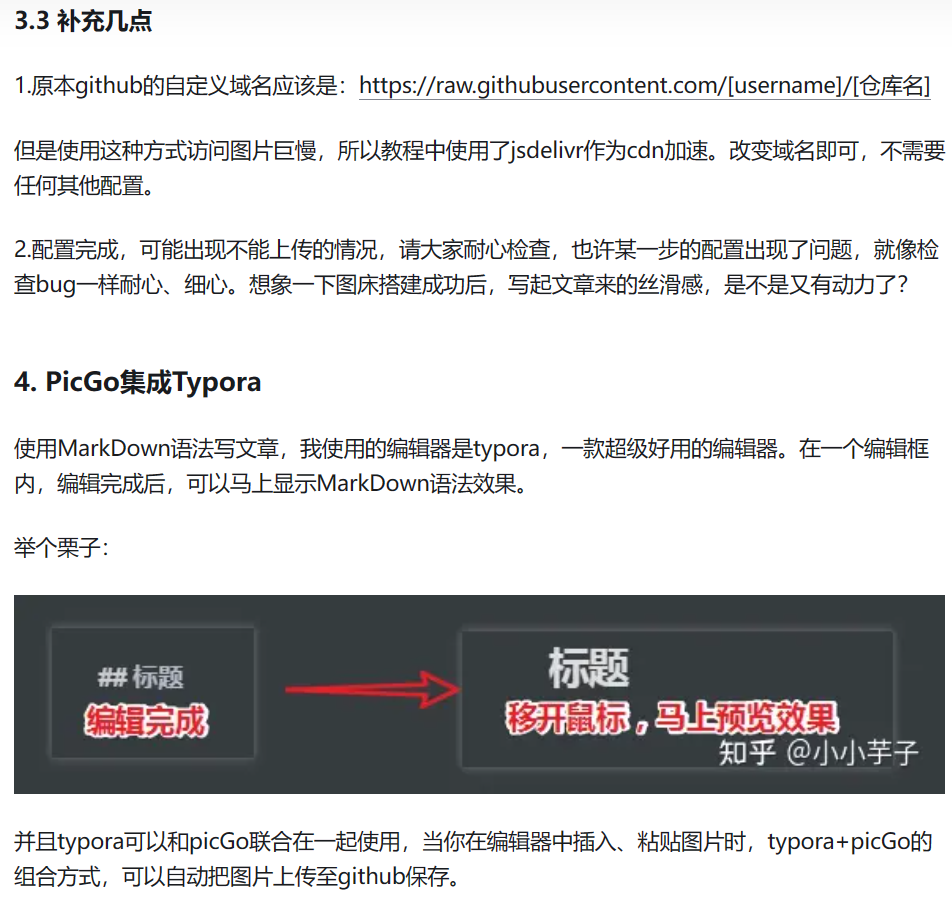 3.3 补充几点
1.原本github的自定义域名应该是：https://raw.githubusercontent.com/[username]/[仓库名]
但是使用这种方式访问图片巨慢，所以教程中使用了jsdelivr作为cdn加速。改变域名即可，不需要
任何其他配置。
2.配置完成，可能出现不能上传的情况，请大家耐心检查，也许某一步的配置出现了问题，就像检
查bug一样耐心、细心。想象一下图床搭建成功后，写起文章来的丝滑感，是不是又有动力了？
4. PicGo集成Typora
使用MarkDown语法写文章，我使用的编辑器是typora，一款超级好用的编辑器。在一个编辑框
内，编辑完成后，可以马上显示MarkDown语法效果。
举个栗子：
## 标题
编辑完成
标题
移开鼠标，马上预览效果
知乎 @小小芋子
并且typora可以和picGo联合在一起使用，当你在编辑器中插入、粘贴图片时，typora+picGo的
组合方式，可以自动把图片上传至github保存。